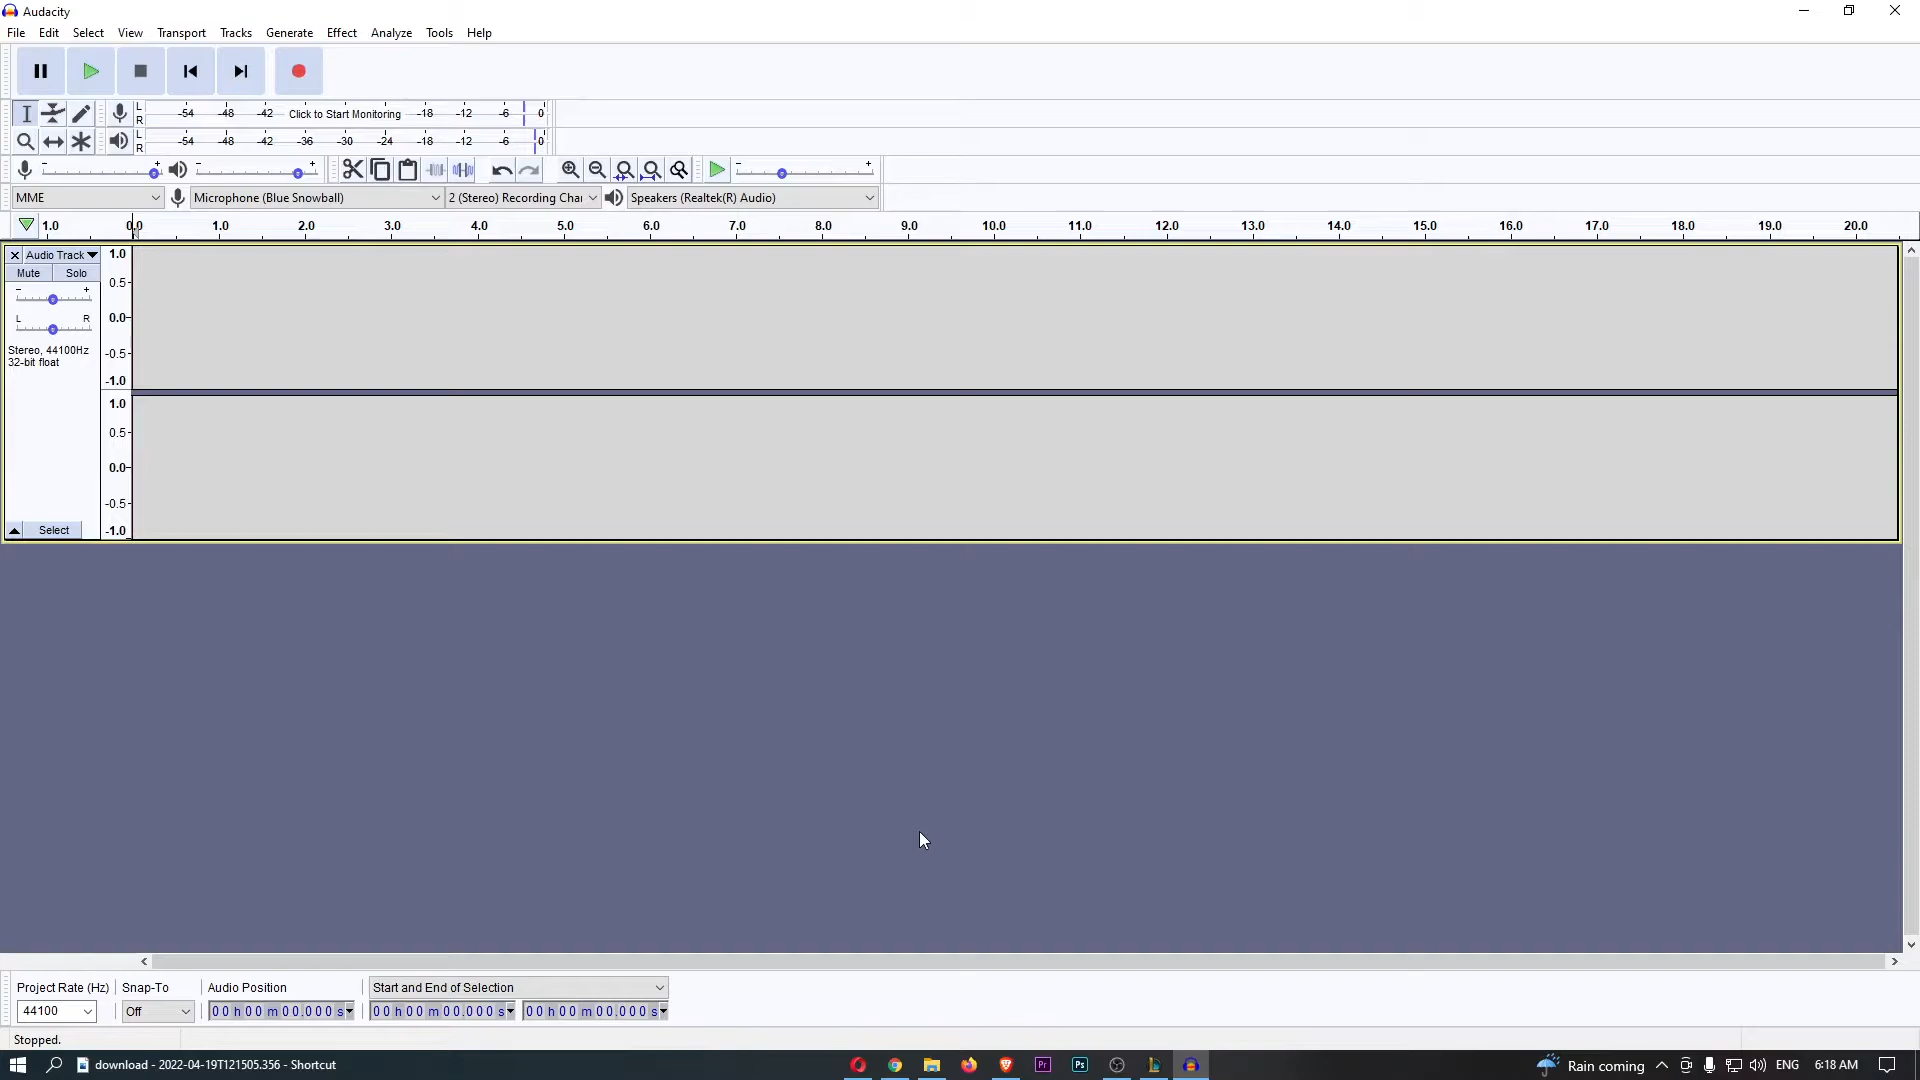 Audacity
File Edit Select View Transport Tracks Generate Effect Analyze Tools Help
L
R
-54 -48 -42 Click to Start Monitoring -18 -12 -6 0
L
R
-54 -48 -42 -36 -30 -24 -18 -12 -6 0
- + - + - +
MME Microphone (Blue Snowball) 2 (Stereo) Recording Char Speakers (Realtek(R) Audio)
1.0 0.0 1.0 2.0 3.0 4.0 5.0 6.0 7.0 8.0 9.0 10.0 11.0 12.0 13.0 14.0 15.0 16.0 17.0 18.0 19.0 20.0
Audio Track
Mute Solo
- +
L R
Stereo, 44100Hz
32-bit float
Select
1.0
0.5
0.0
-0.5
-1.0
1.0
0.5
0.0
-0.5
-1.0
Project Rate (Hz) Snap-To Audio Position Start and End of Selection
44100 Off 00 h 00 m 00.000 s 00 h 00 m 00.000 s 00 h 00 m 00.000 s
Stopped.
download - 2022-04-19T121505.356 - Shortcut Pr Ps Rain coming ENG 6:18 AM